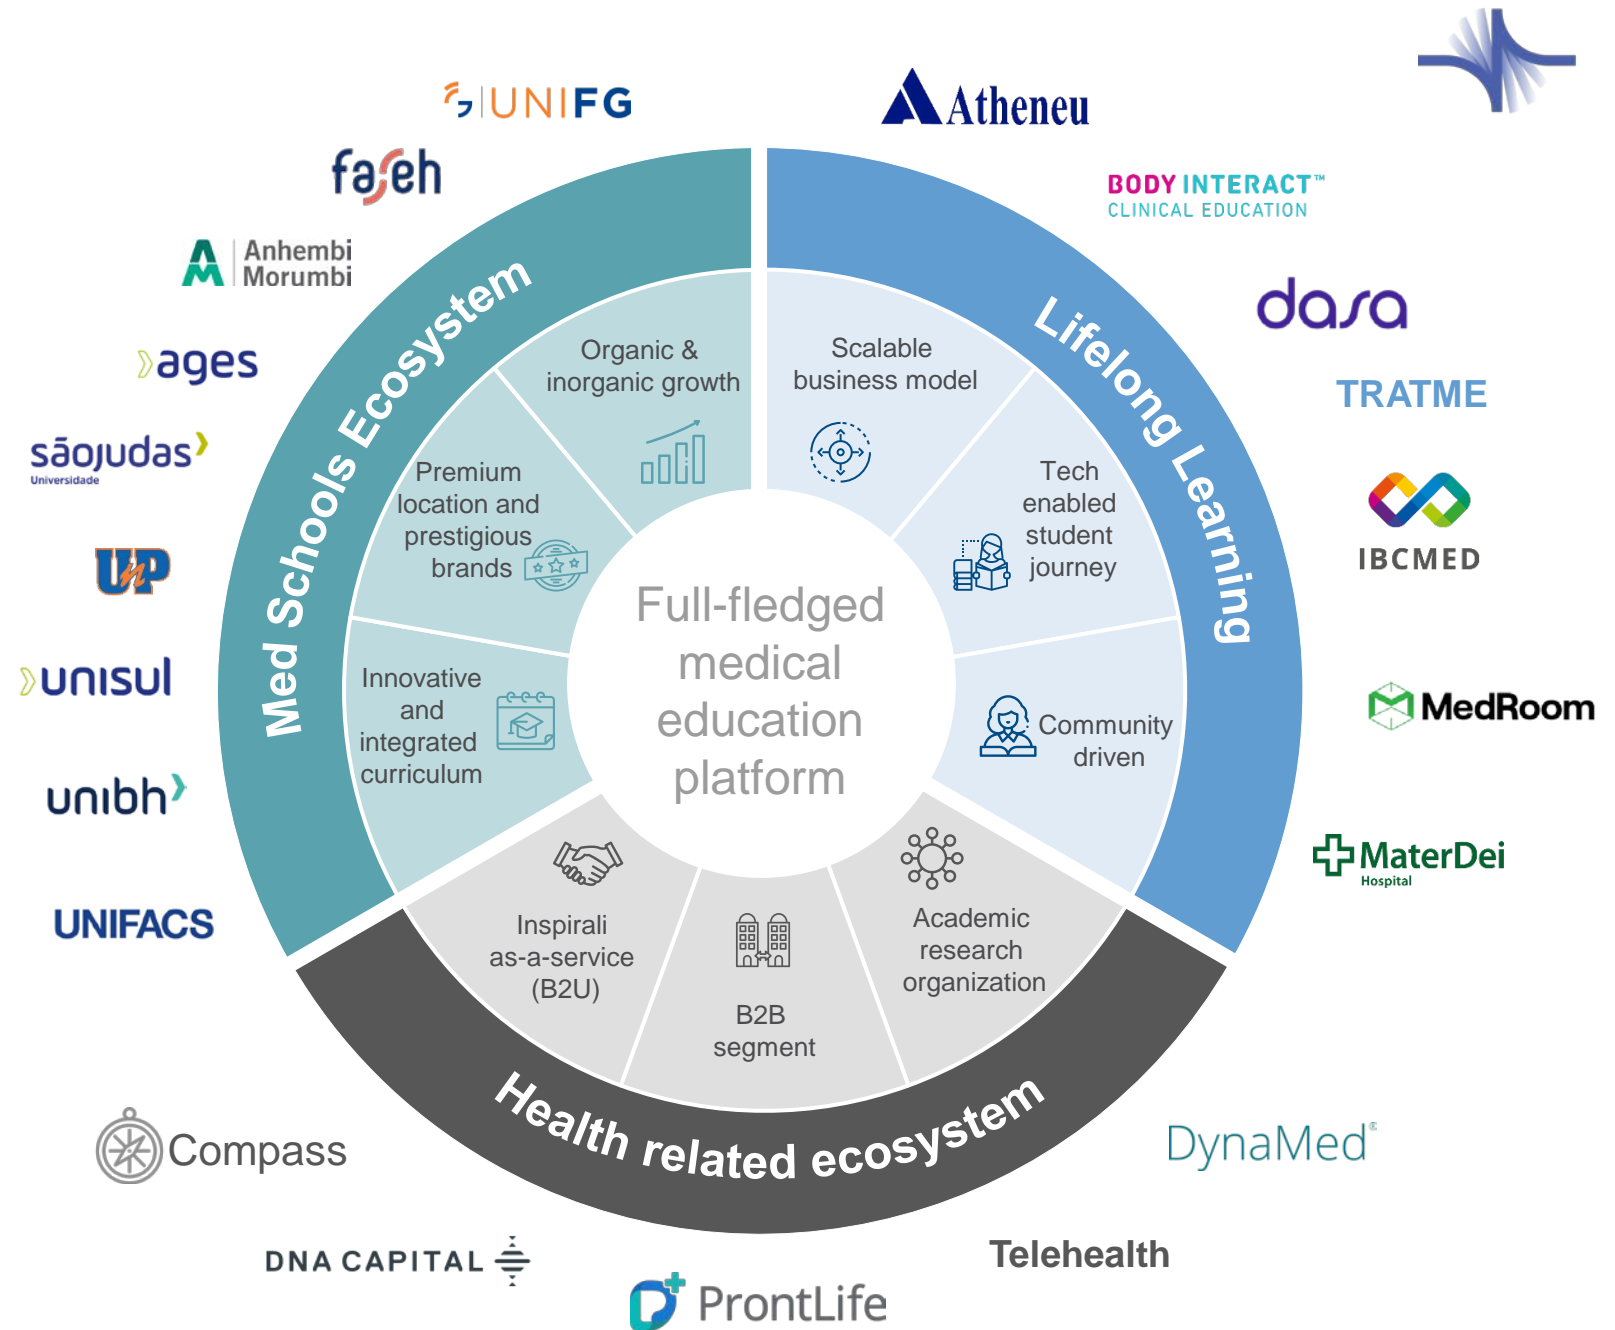 UNIFG
faseh
Anhembi
Morumbi
ages
sãojudas
Universidade
UnP
unisul
unibh
UNIFACS
Atheneu
BODY INTERACT™
CLINICAL EDUCATION
dasa
TRATME
IBCMED
MedRoom
MaterDei
Hospital
Med Schools Ecosystem
Organic &
inorganic growth
Premium
location and
prestigious
brands
Innovative
and
integrated
curriculum
Lifelong Learning
Scalable
business model
Tech
enabled
student
journey
Community
driven
Full-fledged
medical
education
platform
Inspirali
as-a-service
(B2U)
B2B
segment
Academic
research
organization
Health related ecosystem
Compass
DNA CAPITAL
ProntLife
Telehealth
DynaMed®